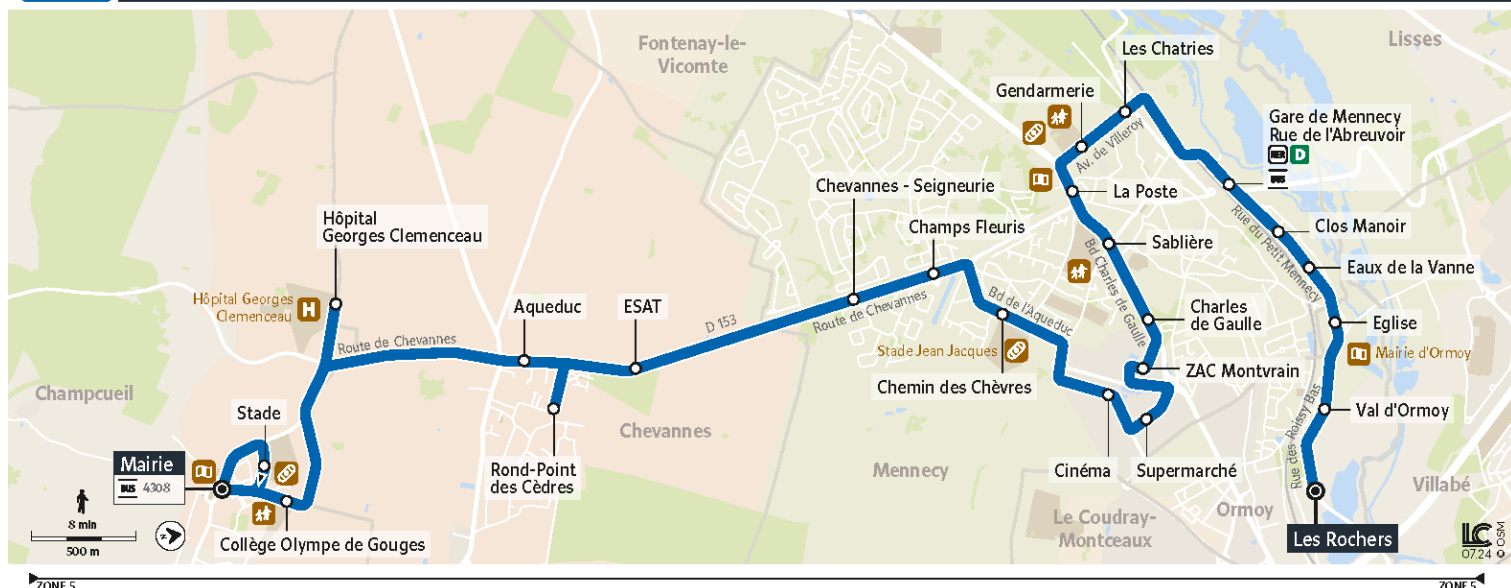 Fontenay-le-
Vicomte
Lisses
Les Chatries
Gendarmerie
Av. de Villeroy
Gare de Mennecy
Rue de l'Abreuvoir
RER D
BUS
La Poste
Chevannes - Seigneurie
Champs Fleuris
Sablière
Clos Manoir
Rue du Petit Mennecy
Eaux de la Vanne
Bd Charles de Gaulle
Hôpital
Georges Clemenceau
Hôpital Georges
Clemenceau
H
Aqueduc
ESAT
D 153
Route de Chevannes
Route de Chevannes
Bd de l'Aqueduc
Stade Jean Jacques
Chemin des Chèvres
Charles
de Gaulle
ZAC Montvrain
Eglise
Mairie d'Ormoy
Val d'Ormoy
Rue des Roissy Bas
Champcueil
Stade
Mairie
BUS 4308
Collège Olympe de Gouges
Rond-Point
des Cèdres
Chevannes
Mennecy
Cinéma
Supermarché
Le Coudray-
Montceaux
Ormoy
Villabé
Les Rochers
8 min
500 m
N
LC
07.24
© OSM
ZONE 5
ZONE 5